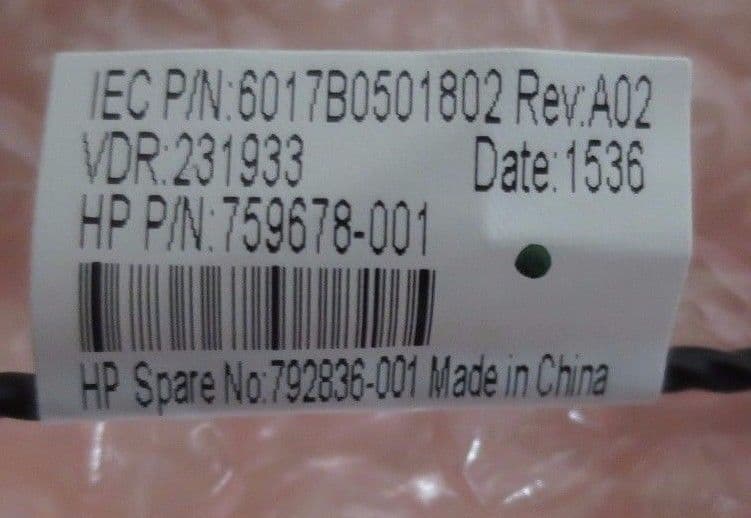 IEC P/N:6017B0501802 Rev:A02
VDR:231933 Date:1536
HP P/N:759678-001
HP Spare No:792836-001 Made in China